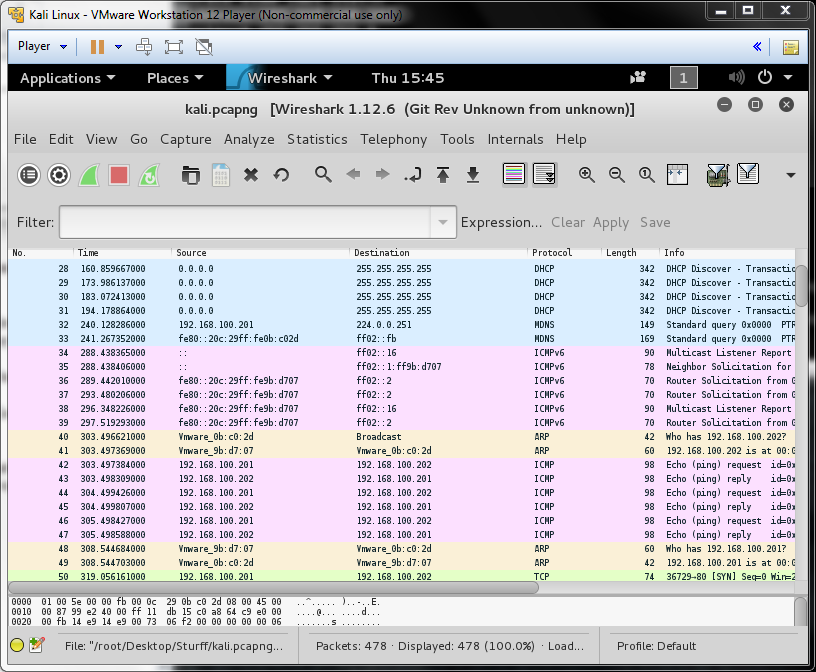 Kali Linux - VMware Workstation 12 Player (Non-commercial use only)
Player
Applications Places Wireshark Thu 15:45 1
kali.pcapng [Wireshark 1.12.6 (Git Rev Unknown from unknown)]
File Edit View Go Capture Analyze Statistics Telephony Tools Internals Help
Filter: Expression... Clear Apply Save
No. Time Source Destination Protocol Length Info
28 160.859667000 0.0.0.0 255.255.255.255 DHCP 342 DHCP Discover - Transactio
29 173.986137000 0.0.0.0 255.255.255.255 DHCP 342 DHCP Discover - Transactio
30 183.072413000 0.0.0.0 255.255.255.255 DHCP 342 DHCP Discover - Transactio
31 194.178864000 0.0.0.0 255.255.255.255 DHCP 342 DHCP Discover - Transactio
32 240.128286000 192.168.100.201 224.0.0.251 MDNS 149 Standard query 0x0000 PTR
33 241.267352000 fe80::20c:29ff:fe0b:c02d ff02::fb MDNS 169 Standard query 0x0000 PTR
34 288.438365000 :: ff02::16 ICMPv6 90 Multicast Listener Report
35 288.438406000 :: ff02::1:ff9b:d707 ICMPv6 78 Neighbor Solicitation for
36 289.442010000 fe80::20c:29ff:fe9b:d707 ff02::2 ICMPv6 70 Router Solicitation from 0
37 293.480206000 fe80::20c:29ff:fe9b:d707 ff02::2 ICMPv6 70 Router Solicitation from 0
38 296.348226000 fe80::20c:29ff:fe9b:d707 ff02::16 ICMPv6 90 Multicast Listener Report
39 297.519293000 fe80::20c:29ff:fe9b:d707 ff02::2 ICMPv6 70 Router Solicitation from 0
40 303.496621000 Vmware_0b:c0:2d Broadcast ARP 42 Who has 192.168.100.202?
41 303.497369000 Vmware_9b:d7:07 Vmware_0b:c0:2d ARP 60 192.168.100.202 is at 00:0
42 303.497384000 192.168.100.201 192.168.100.202 ICMP 98 Echo (ping) request id=0x
43 303.498309000 192.168.100.202 192.168.100.201 ICMP 98 Echo (ping) reply id=0x
44 304.499426000 192.168.100.201 192.168.100.202 ICMP 98 Echo (ping) request id=0x
45 304.499807000 192.168.100.202 192.168.100.201 ICMP 98 Echo (ping) reply id=0x
46 305.498427000 192.168.100.201 192.168.100.202 ICMP 98 Echo (ping) request id=0x
47 305.498588000 192.168.100.202 192.168.100.201 ICMP 98 Echo (ping) reply id=0x
48 308.544684000 Vmware_9b:d7:07 Vmware_0b:c0:2d ARP 60 Who has 192.168.100.201?
49 308.544703000 Vmware_0b:c0:2d Vmware_9b:d7:07 ARP 42 192.168.100.201 is at 00:0
50 319.056161000 192.168.100.201 192.168.100.202 TCP 74 36729→80 [SYN] Seq=0 Win=2
0000 01 00 5e 00 00 fb 00 0c 29 0b c0 2d 08 00 45 00 ..^..... )..-..E.
0010 00 87 99 e2 40 00 ff 11 db 15 c0 a8 64 c9 e0 00 ....@... ....d...
0020 00 fb 14 e9 14 e9 00 73 06 f2 00 00 00 00 00 06 .......s ........
File: "/root/Desktop/Sturff/kali.pcapng... Packets: 478 · Displayed: 478 (100.0%) · Load... Profile: Default